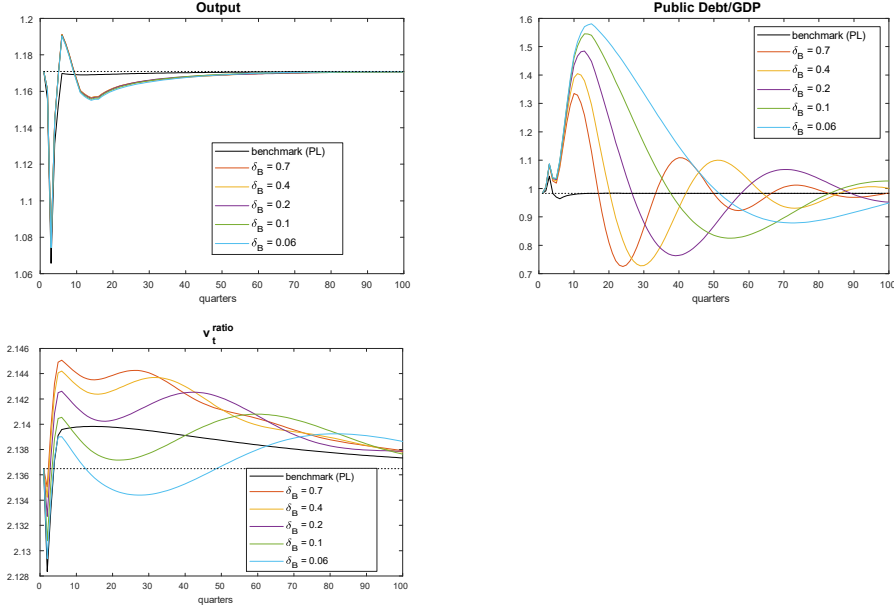 Output
1.2
1.18
1.16
1.14
1.12
1.1
1.08
1.06
0 10 20 30 40 50 60 70 80 90 100
quarters
benchmark (PL)
δB = 0.7
δB = 0.4
δB = 0.2
δB = 0.1
δB = 0.06
Public Debt/GDP
1.6
1.5
1.4
1.3
1.2
1.1
1
0.9
0.8
0.7
0 10 20 30 40 50 60 70 80 90 100
quarters
benchmark (PL)
δB = 0.7
δB = 0.4
δB = 0.2
δB = 0.1
δB = 0.06
v_t^ratio
2.146
2.144
2.142
2.14
2.138
2.136
2.134
2.132
2.13
2.128
0 10 20 30 40 50 60 70 80 90 100
quarters
benchmark (PL)
δB = 0.7
δB = 0.4
δB = 0.2
δB = 0.1
δB = 0.06